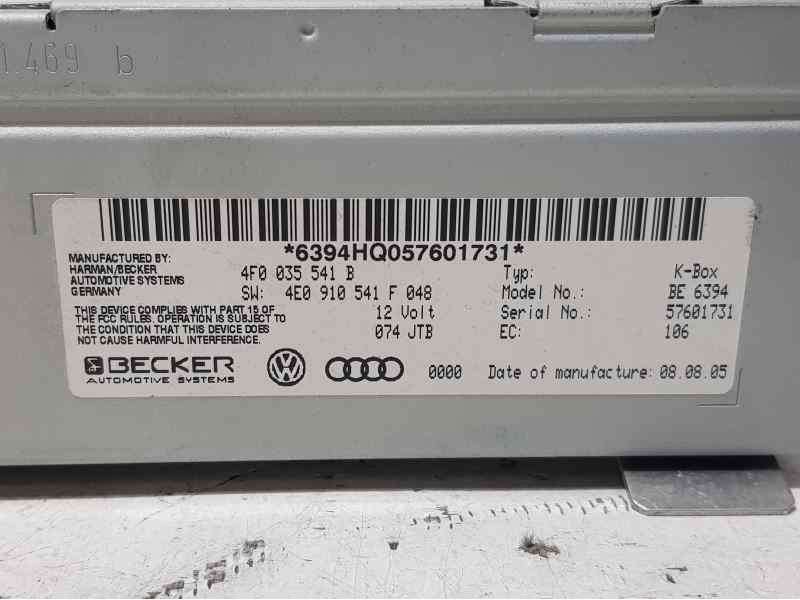 1.469 b
*6394HQ057601731*
MANUFACTURED BY:
HARMAN/BECKER
AUTOMOTIVE SYSTEMS
GERMANY
4F0 035 541 B
SW: 4E0 910 541 F 048
12 Volt
074 JTB
Typ: K-Box
Model No.: BE 6394
Serial No.: 57601731
EC: 106
THIS DEVICE COMPLIES WITH PART 15 OF
THE FCC RULES. OPERATION IS SUBJECT TO
THE CONDITION THAT THIS DEVICE DOES
NOT CAUSE HARMFUL INTERFERENCE.
BECKER
AUTOMOTIVE SYSTEMS
0000 Date of manufacture: 08.08.05